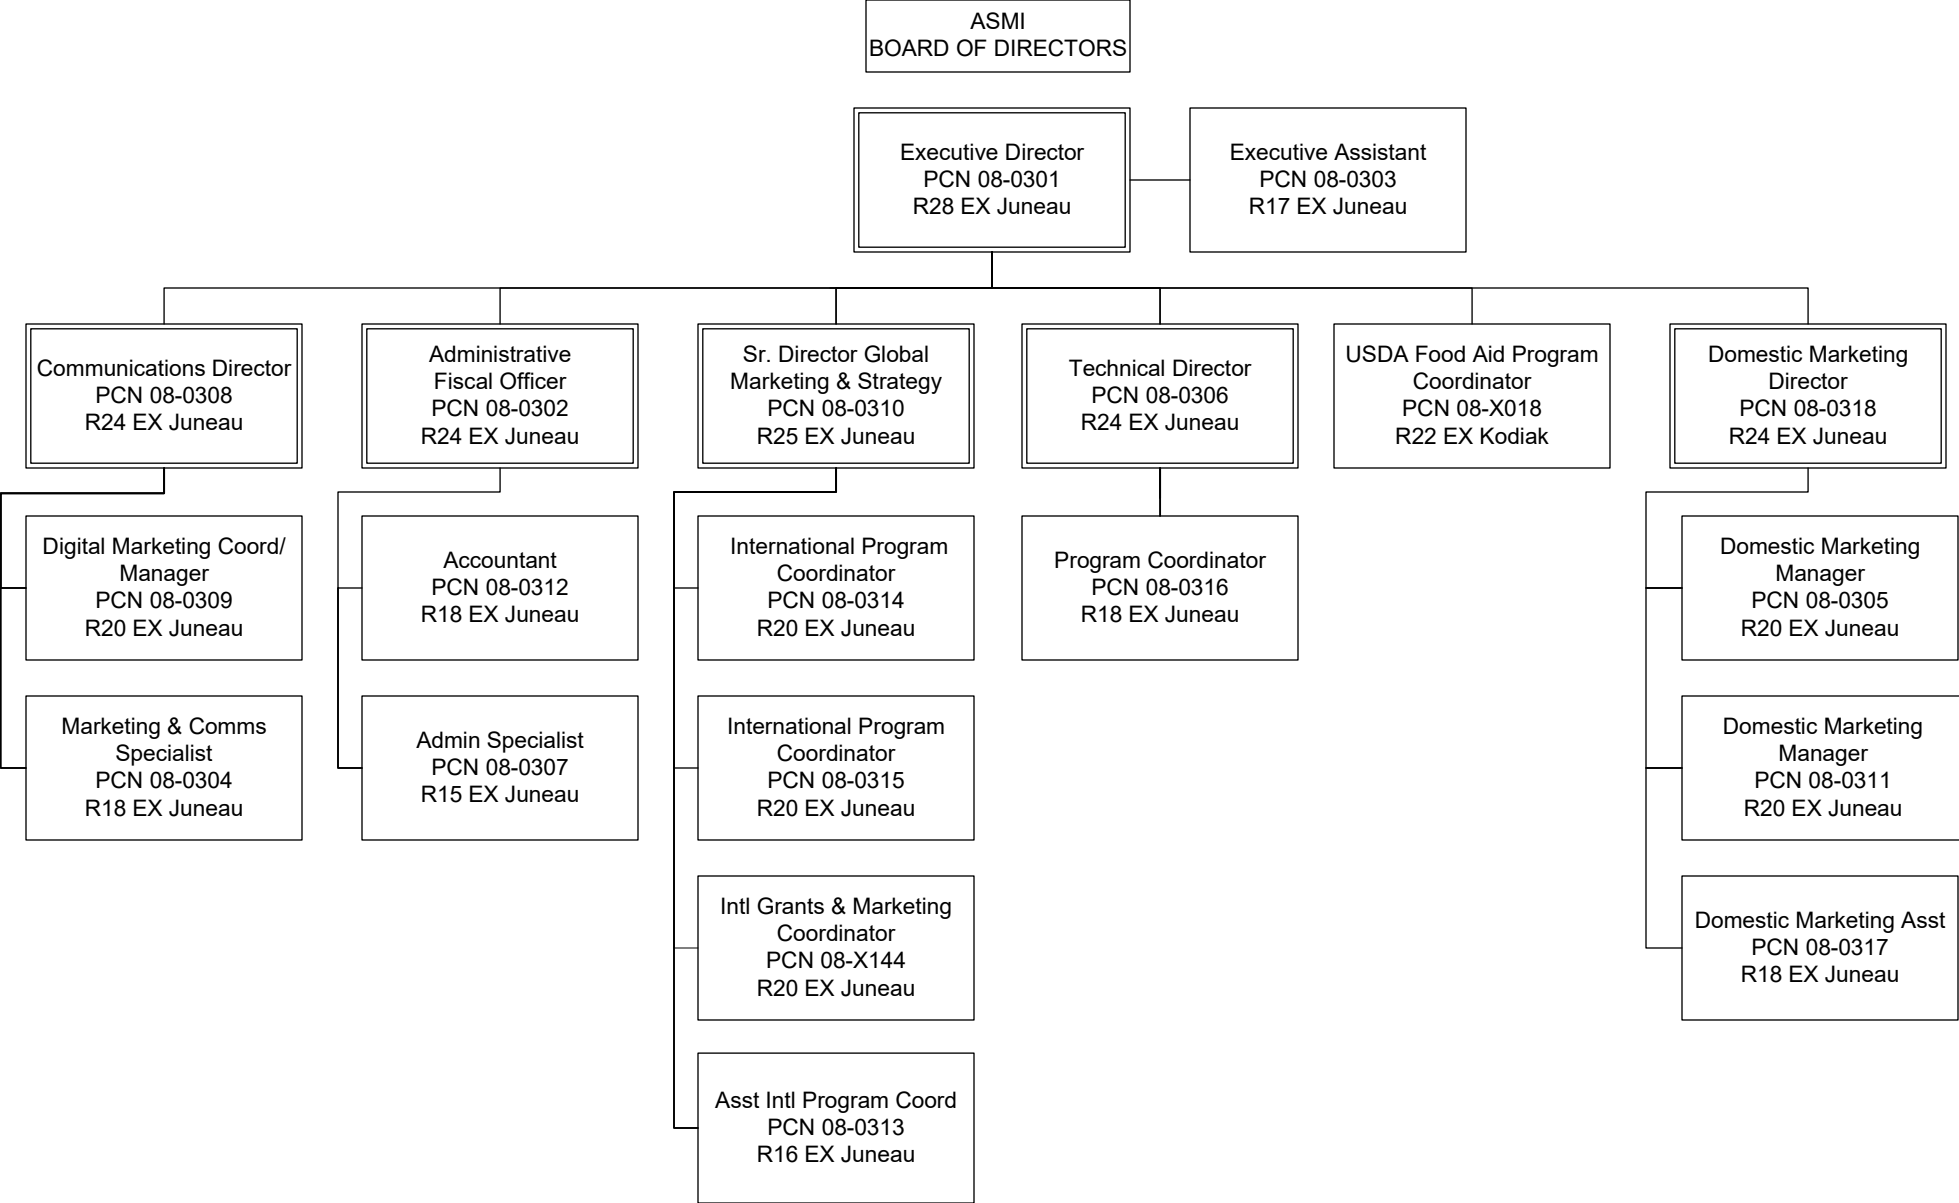 ASMI
BOARD OF DIRECTORS
Executive Director
PCN 08-0301
R28 EX Juneau
Executive Assistant
PCN 08-0303
R17 EX Juneau
Communications Director
PCN 08-0308
R24 EX Juneau
Administrative
Fiscal Officer
PCN 08-0302
R24 EX Juneau
Sr. Director Global
Marketing & Strategy
PCN 08-0310
R25 EX Juneau
Technical Director
PCN 08-0306
R24 EX Juneau
USDA Food Aid Program
Coordinator
PCN 08-X018
R22 EX Kodiak
Domestic Marketing
Director
PCN 08-0318
R24 EX Juneau
Digital Marketing Coord/
Manager
PCN 08-0309
R20 EX Juneau
Accountant
PCN 08-0312
R18 EX Juneau
International Program
Coordinator
PCN 08-0314
R20 EX Juneau
Program Coordinator
PCN 08-0316
R18 EX Juneau
Domestic Marketing
Manager
PCN 08-0305
R20 EX Juneau
Marketing & Comms
Specialist
PCN 08-0304
R18 EX Juneau
Admin Specialist
PCN 08-0307
R15 EX Juneau
International Program
Coordinator
PCN 08-0315
R20 EX Juneau
Domestic Marketing
Manager
PCN 08-0311
R20 EX Juneau
Intl Grants & Marketing
Coordinator
PCN 08-X144
R20 EX Juneau
Domestic Marketing Asst
PCN 08-0317
R18 EX Juneau
Asst Intl Program Coord
PCN 08-0313
R16 EX Juneau